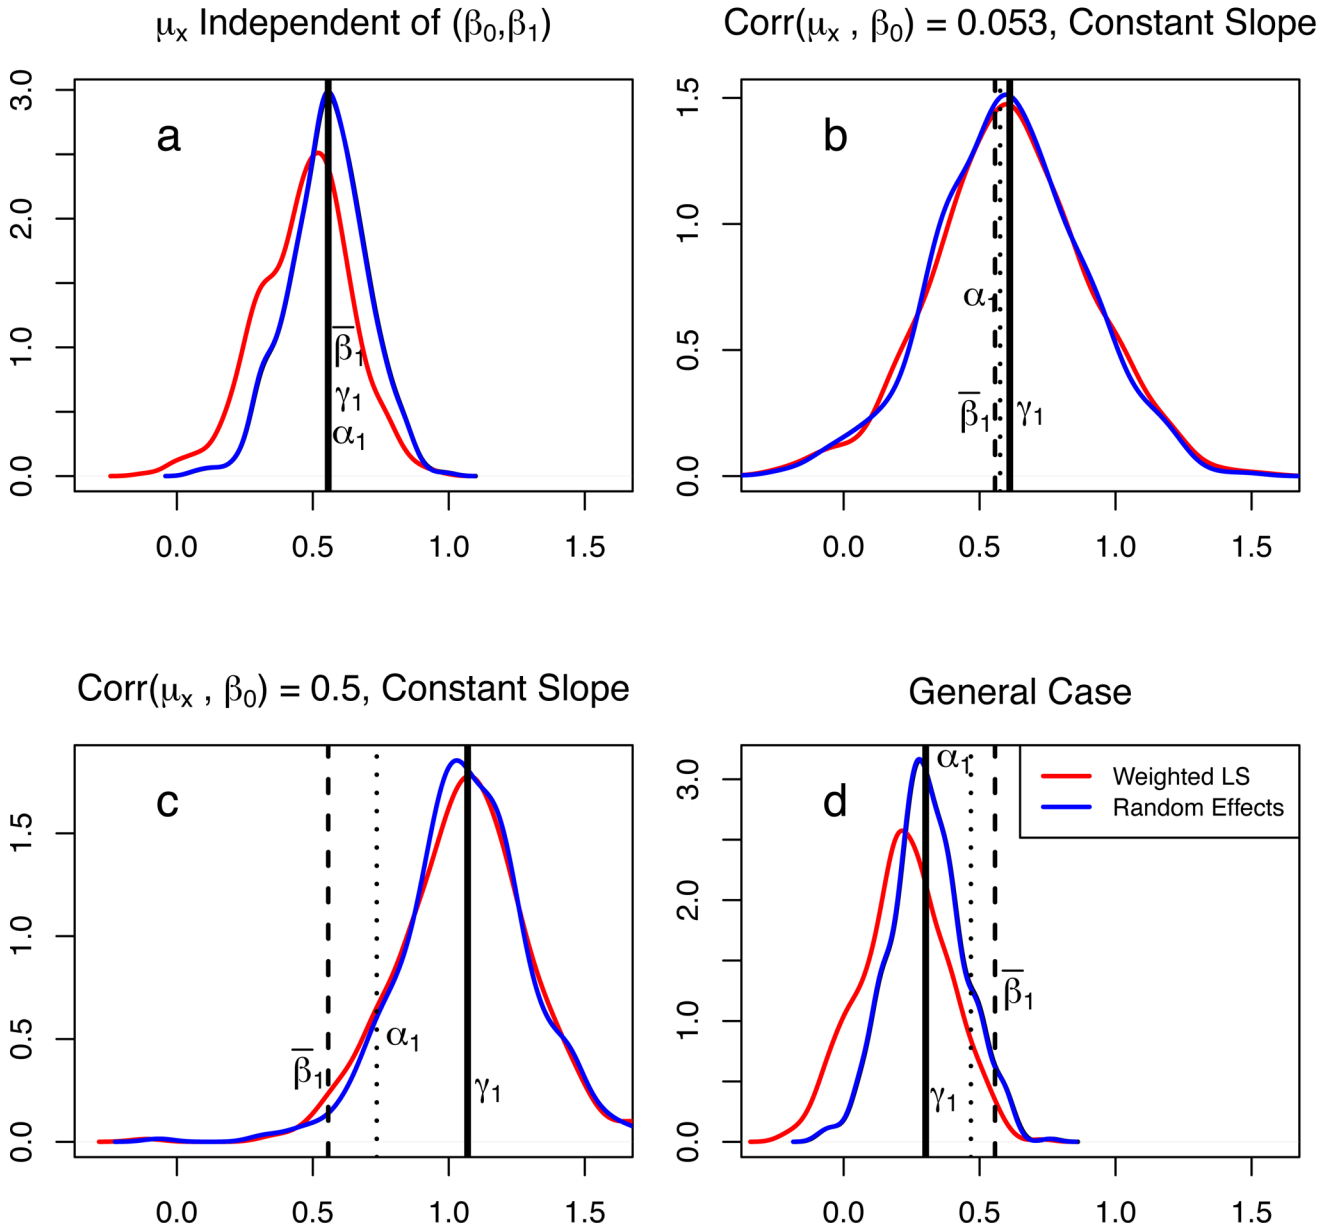 μx Independent of (β0,β1)
3.0
2.0
1.0
0.0
a
β̅1
γ1
α1
0.0 0.5 1.0 1.5
Corr(μx , β0) = 0.053, Constant Slope
1.5
1.0
0.5
0.0
b
α1
β̅1
γ1
0.0 0.5 1.0 1.5
Corr(μx , β0) = 0.5, Constant Slope
1.5
1.0
0.5
0.0
c
β̅1
α1
γ1
0.0 0.5 1.0 1.5
General Case
3.0
2.0
1.0
0.0
d
α1
Weighted LS
Random Effects
β̅1
γ1
0.0 0.5 1.0 1.5